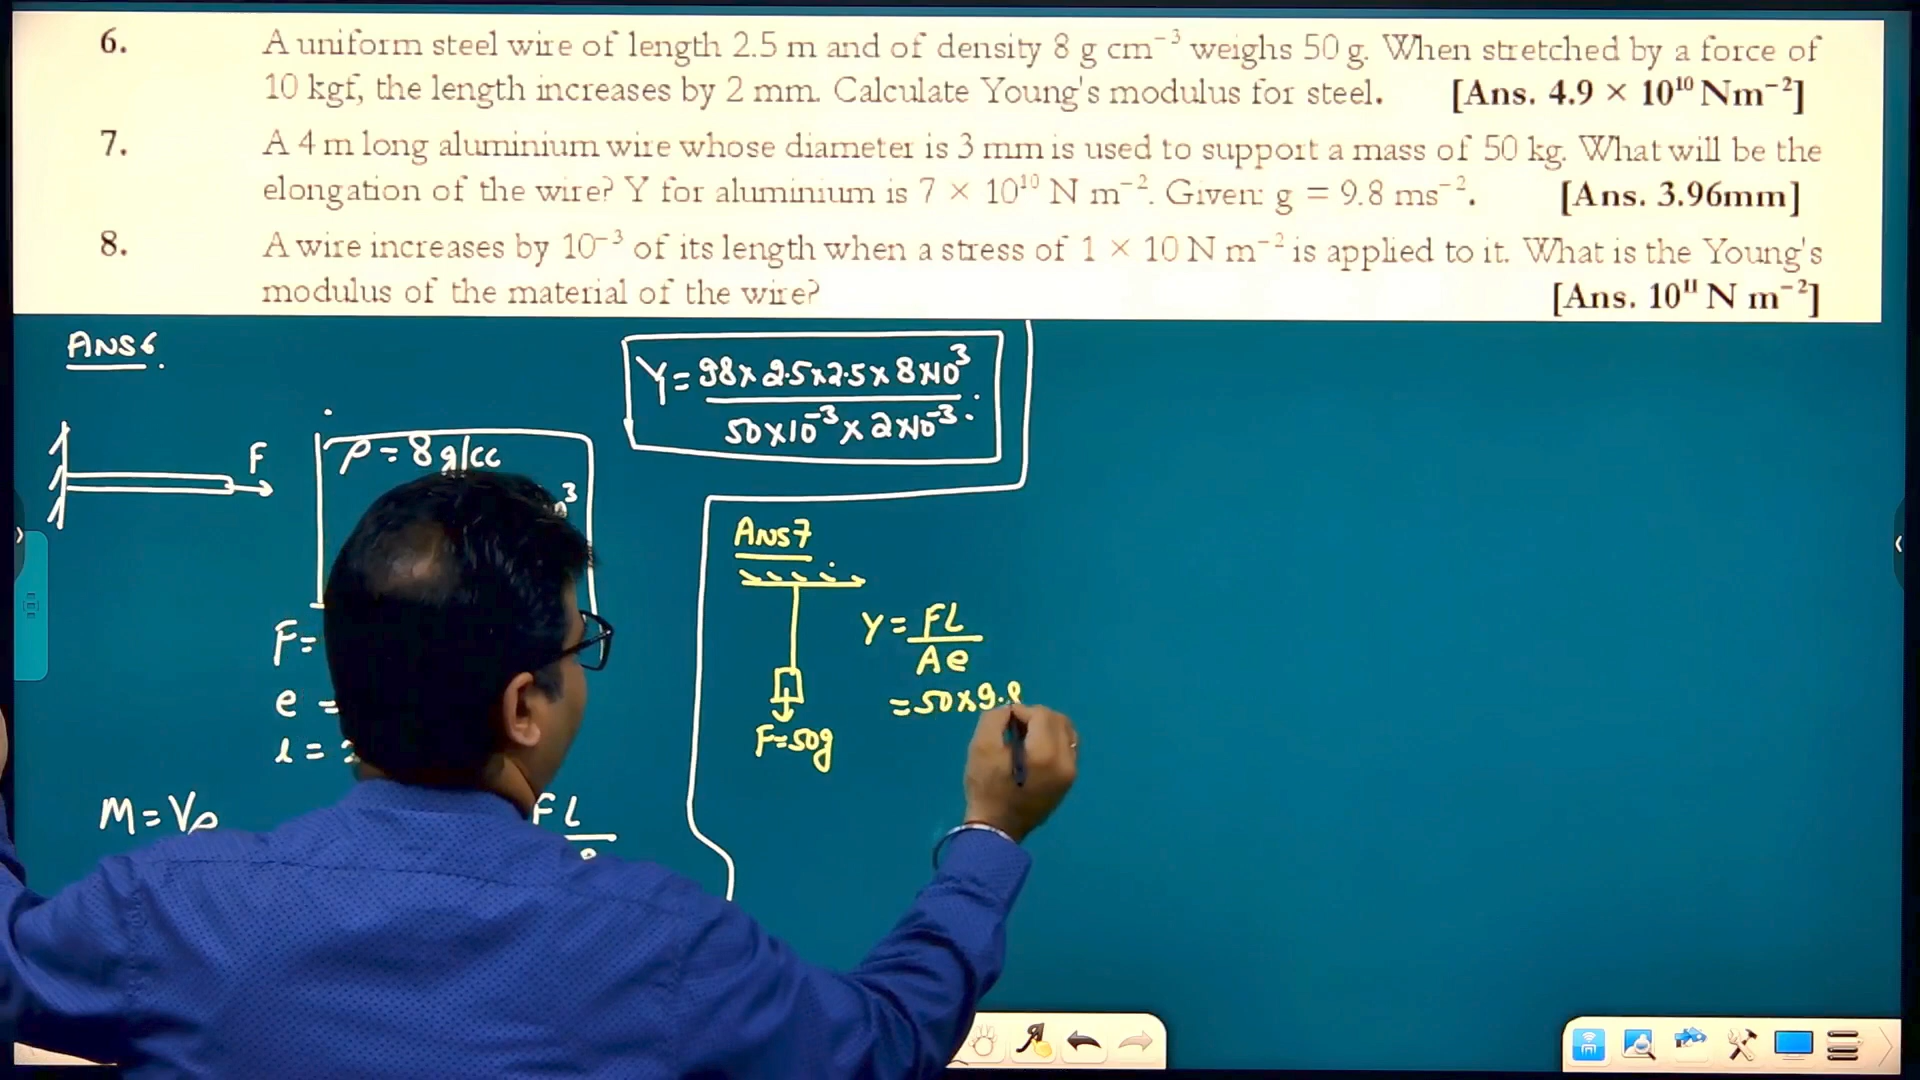 6. A uniform steel wire of length 2.5 m and of density 8 g cm⁻³ weighs 50 g. When stretched by a force of
10 kgf, the length increases by 2 mm. Calculate Young's modulus for steel. [Ans. 4.9 × 10¹⁰ Nm⁻²]
7. A 4 m long aluminium wire whose diameter is 3 mm is used to support a mass of 50 kg. What will be the
elongation of the wire? Y for aluminium is 7 × 10¹⁰ N m⁻². Given: g = 9.8 ms⁻². [Ans. 3.96mm]
8. A wire increases by 10⁻³ of its length when a stress of 1 × 10 N m⁻² is applied to it. What is the Young's
modulus of the material of the wire? [Ans. 10¹¹ N m⁻²]
ANS 6.
F
ρ = 8 g/cc
3
F=
e =
l =
M = Vρ
FL
Y = 98 × 2.5 × 2.5 × 8×10³
50×10⁻³ × 2×10⁻³
ANS 7
F=50g
Y = FL
Ae
= 50×9.8